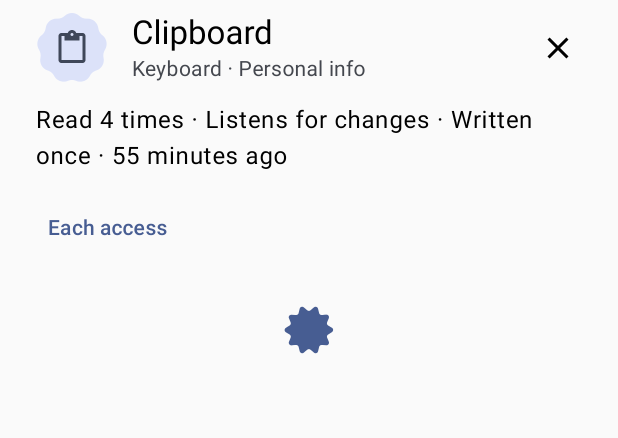 Clipboard
Keyboard · Personal info
Read 4 times · Listens for changes · Written
once · 55 minutes ago
Each access